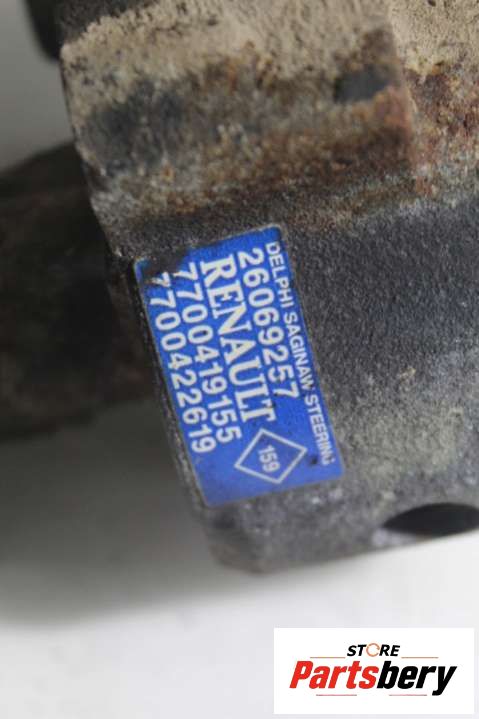 DELPHI SAGINAW STEERING
26069257
RENAULT
7700419155
7700422619
159
STORE
Partsbery